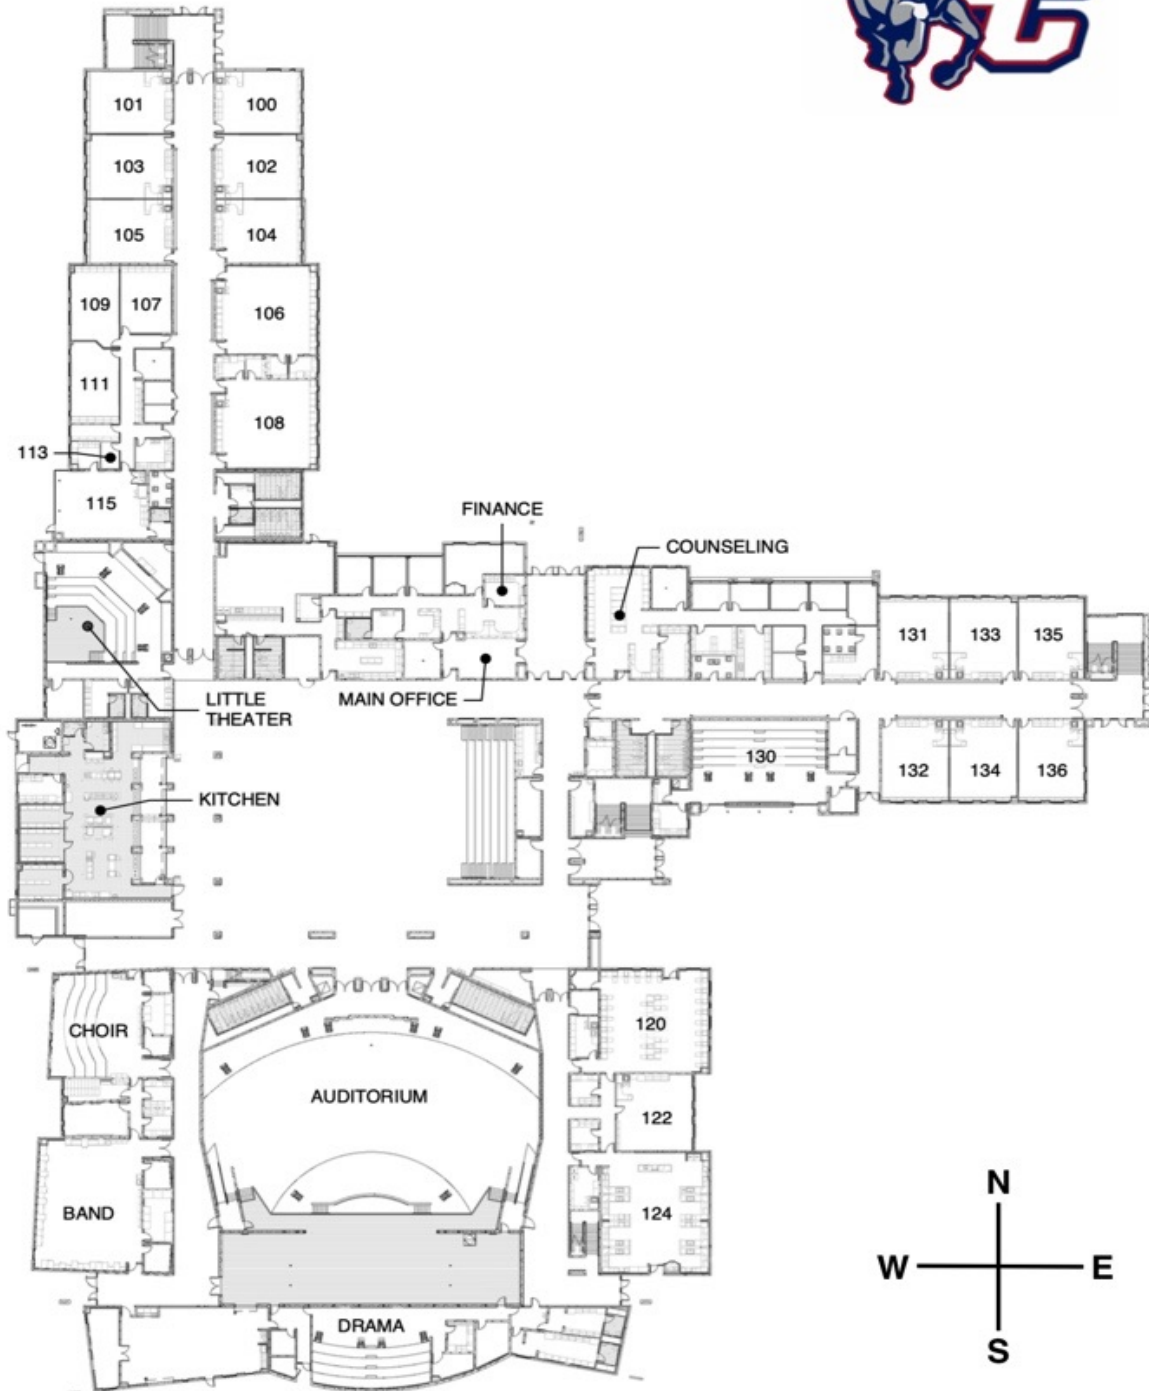 C
101
100
103
102
105
104
109
107
106
111
108
113
115
FINANCE
COUNSELING
131
133
135
LITTLE
THEATER
MAIN OFFICE
130
132
134
136
KITCHEN
CHOIR
120
AUDITORIUM
122
BAND
124
DRAMA
N
W
E
S